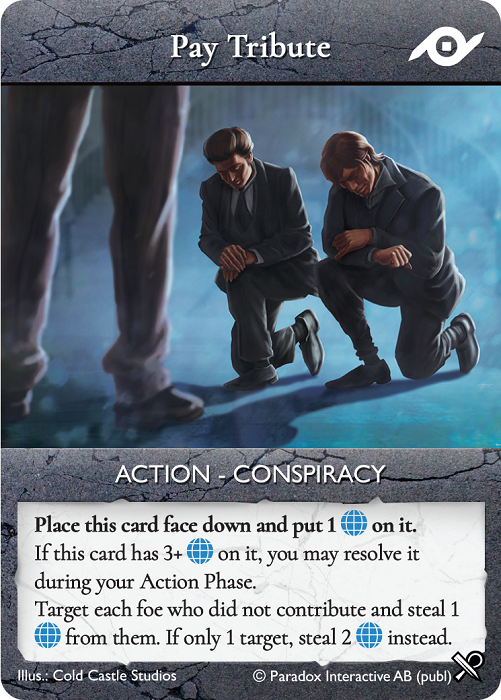 Pay Tribute
ACTION - CONSPIRACY
Place this card face down and put 1 on it.
If this card has 3+ on it, you may resolve it
during your Action Phase.
Target each foe who did not contribute and steal 1
from them. If only 1 target, steal 2 instead.
Illus.: Cold Castle Studios © Paradox Interactive AB (publ)